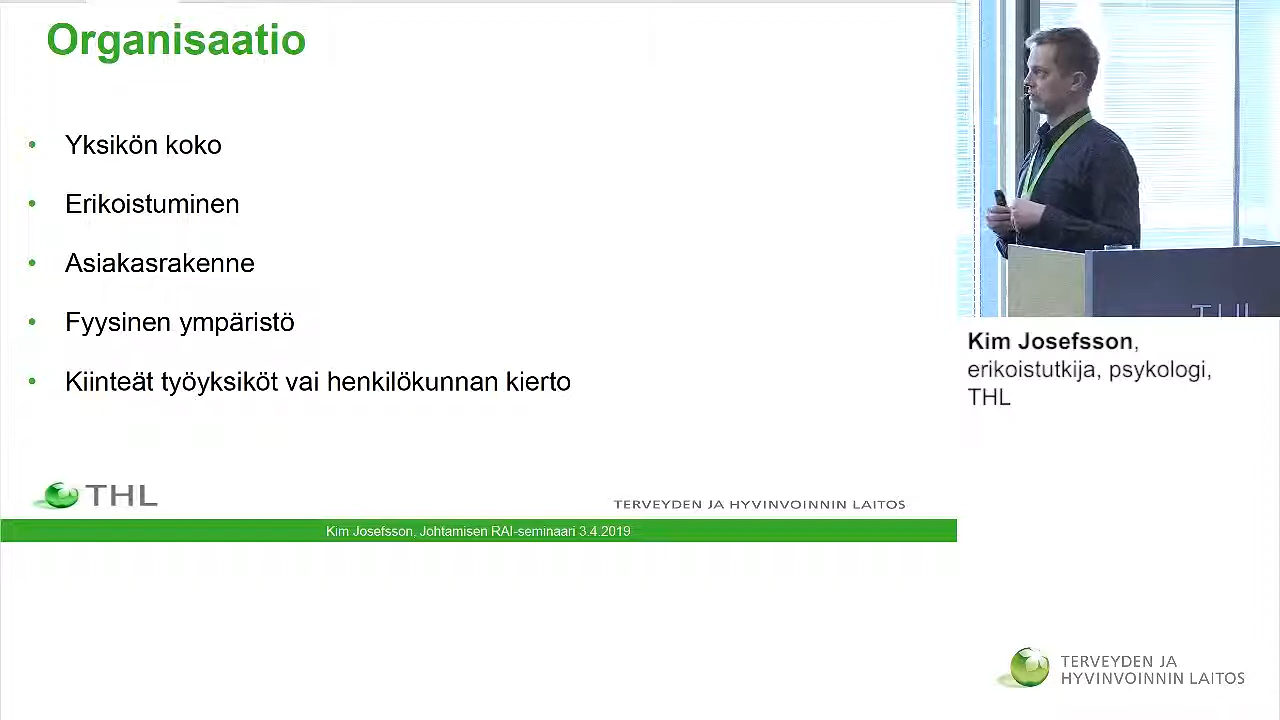 Organisaatio
• Yksikön koko
• Erikoistuminen
• Asiakasrakenne
• Fyysinen ympäristö
• Kiinteät työyksiköt vai henkilökunnan kierto
THL
TERVEYDEN JA HYVINVOINNIN LAITOS
Kim Josefsson, Johtamisen RAI-seminaari 3.4.2019
THL
Kim Josefsson,
erikoistutkija, psykologi,
THL
TERVEYDEN JA
HYVINVOINNIN LAITOS